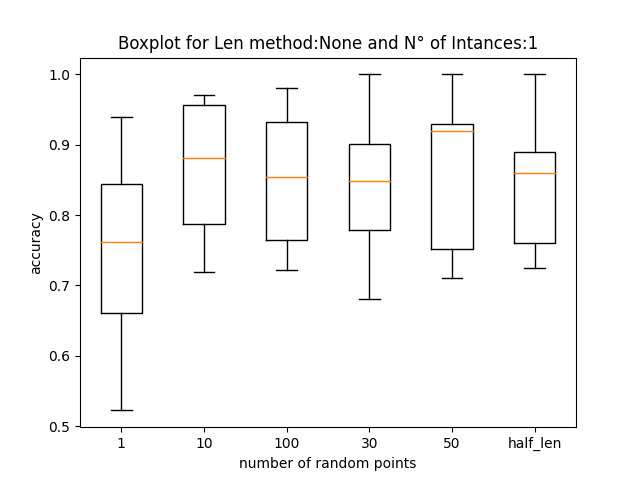 Boxplot for Len method:None and N° of Intances:1
1.0
0.9
0.8
0.7
0.6
0.5
accuracy
1 10 100 30 50 half_len
number of random points